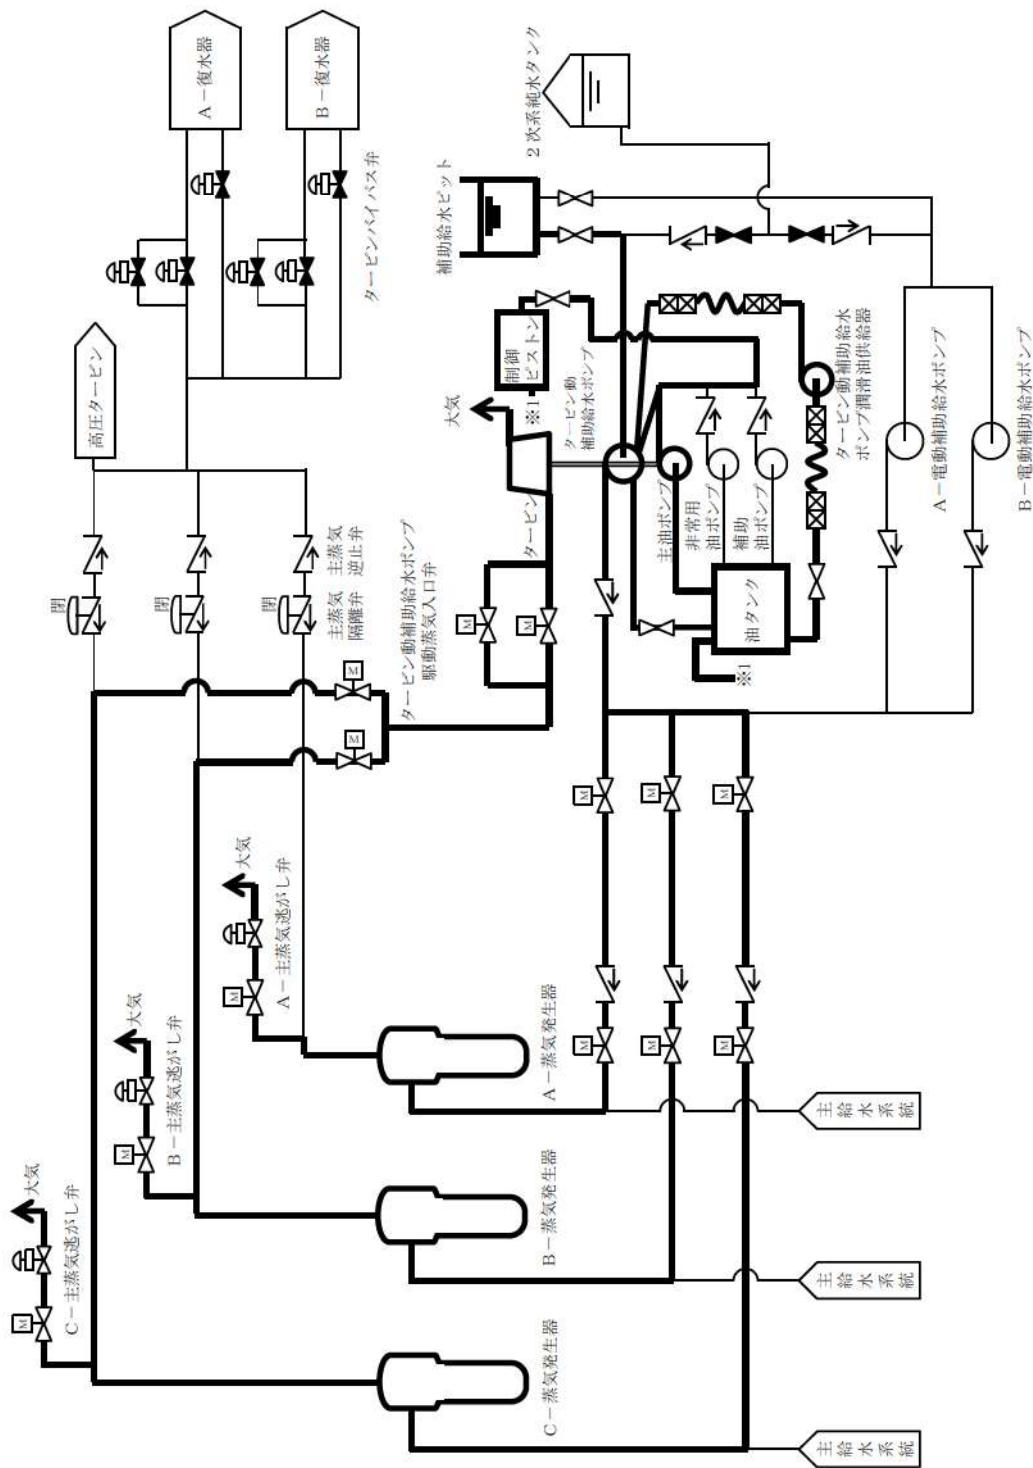 C－主蒸気逃がし弁
大気
M
B－主蒸気逃がし弁
大気
M
A－主蒸気逃がし弁
大気
M
C－蒸気発生器
B－蒸気発生器
A－蒸気発生器
主給水系統
主給水系統
主給水系統
M
M
M
M
M
M
閉
閉
閉
主蒸気
隔離弁
主蒸気
逆止弁
高圧タービン
A－復水器
B－復水器
タービンバイパス弁
M
M
タービン動補助給水ポンプ
駆動蒸気入口弁
M
M
タービン
大気
※1
制御
ピストン
タービン動
補助給水ポンプ
補助給水ピット
2次系純水タンク
主油ポンプ
非常用
油ポンプ
補助
油ポンプ
油タンク
※1
タービン動補助給水
ポンプ潤滑油供給器
A－電動補助給水ポンプ
B－電動補助給水ポンプ